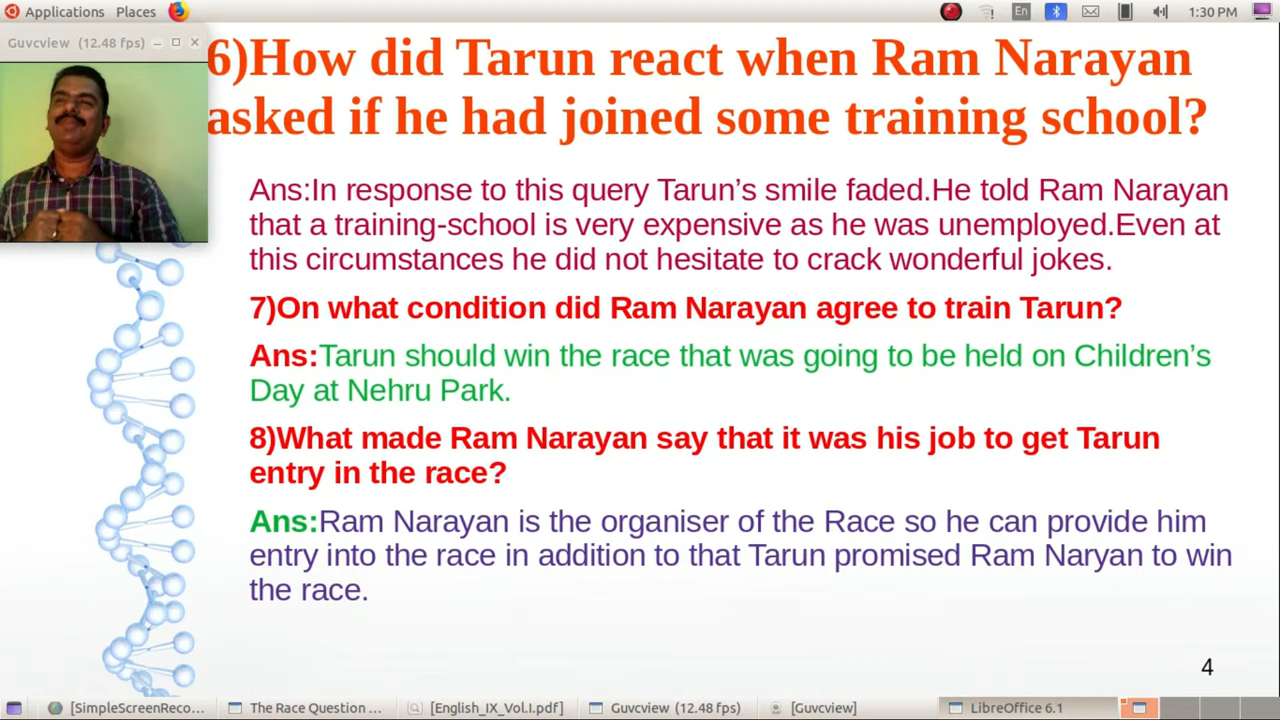 Applications Places
En
1:30 PM
Guvcview (12.48 fps)
6)How did Tarun react when Ram Narayan
asked if he had joined some training school?
Ans:In response to this query Tarun’s smile faded.He told Ram Narayan
that a training-school is very expensive as he was unemployed.Even at
this circumstances he did not hesitate to crack wonderful jokes.
7)On what condition did Ram Narayan agree to train Tarun?
Ans:Tarun should win the race that was going to be held on Children’s
Day at Nehru Park.
8)What made Ram Narayan say that it was his job to get Tarun
entry in the race?
Ans:Ram Narayan is the organiser of the Race so he can provide him
entry into the race in addition to that Tarun promised Ram Naryan to win
the race.
4
[SimpleScreenReco... The Race Question ... [English_IX_Vol.I.pdf] Guvcview (12.48 fps) [Guvcview] LibreOffice 6.1